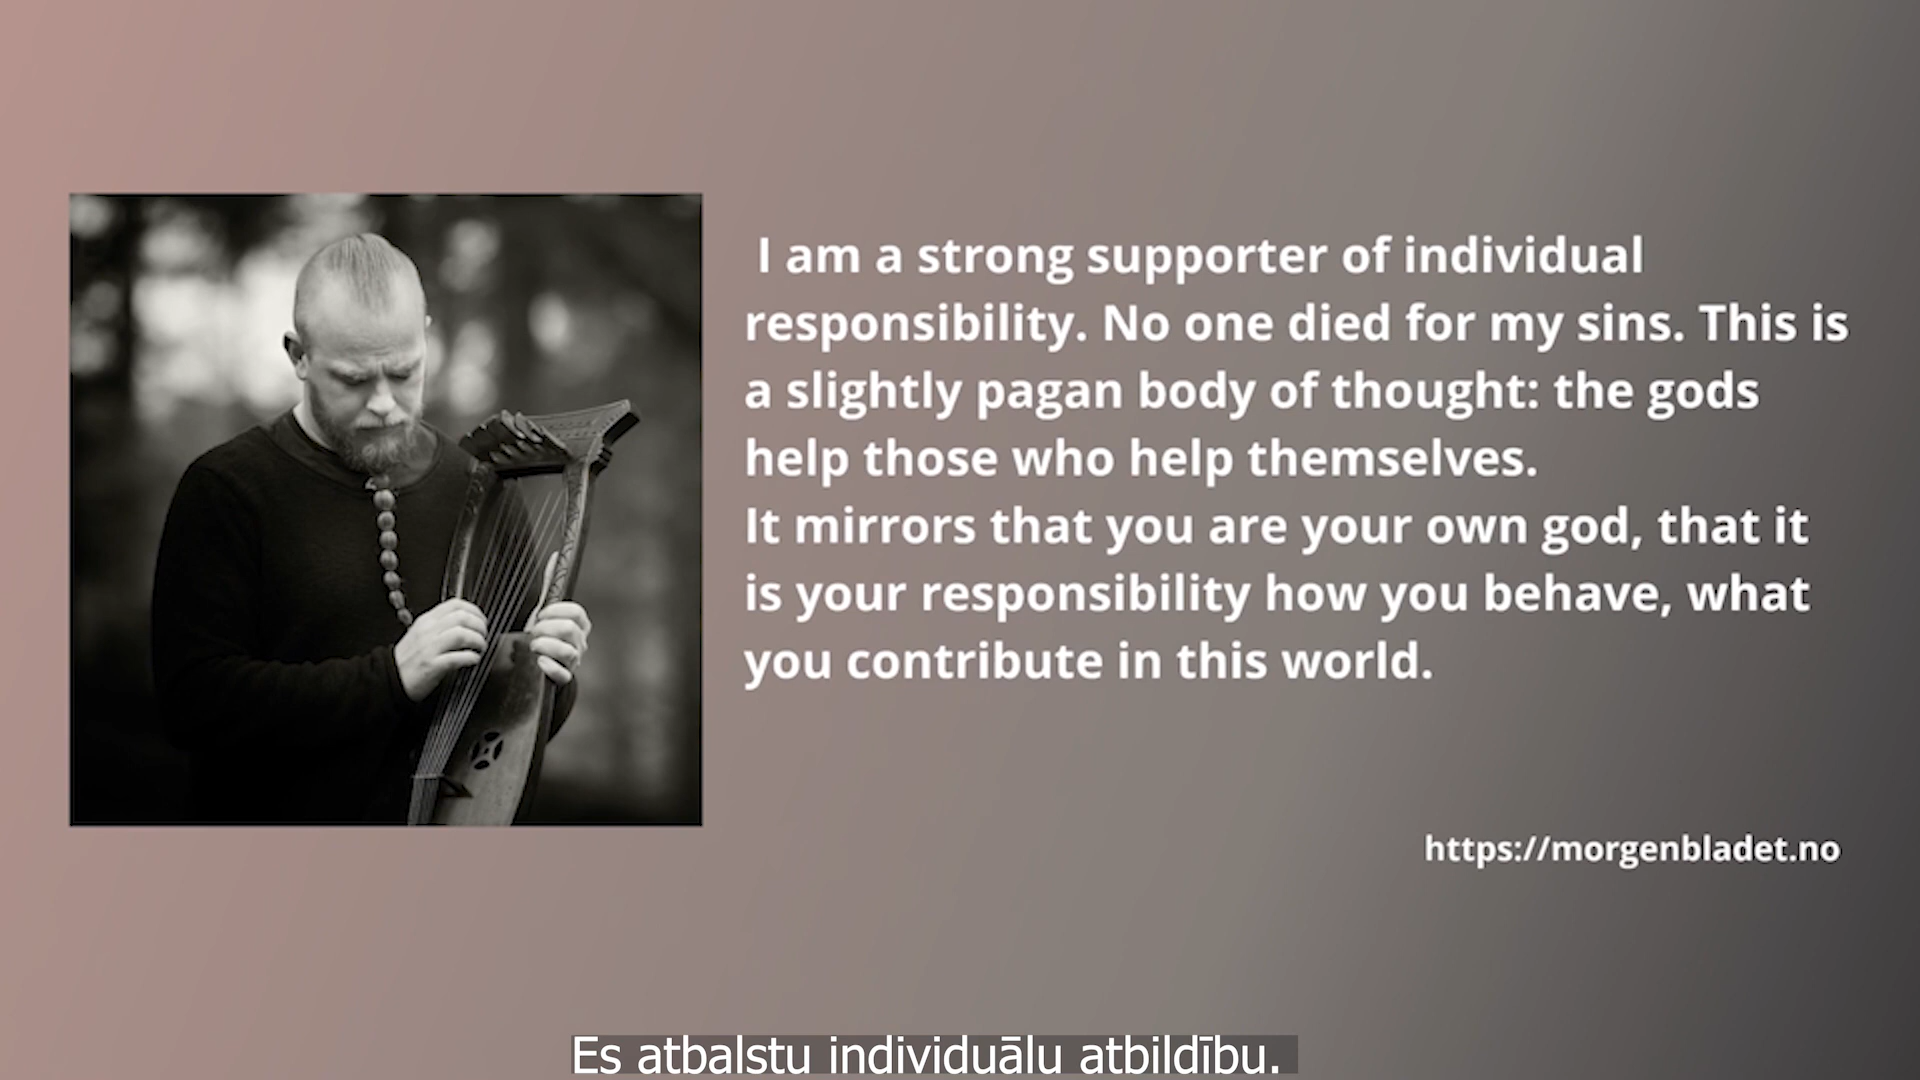 I am a strong supporter of individual
responsibility. No one died for my sins. This is
a slightly pagan body of thought: the gods
help those who help themselves.
It mirrors that you are your own god, that it
is your responsibility how you behave, what
you contribute in this world.
https://morgenbladet.no
Es atbalstu individuālu atbildību.